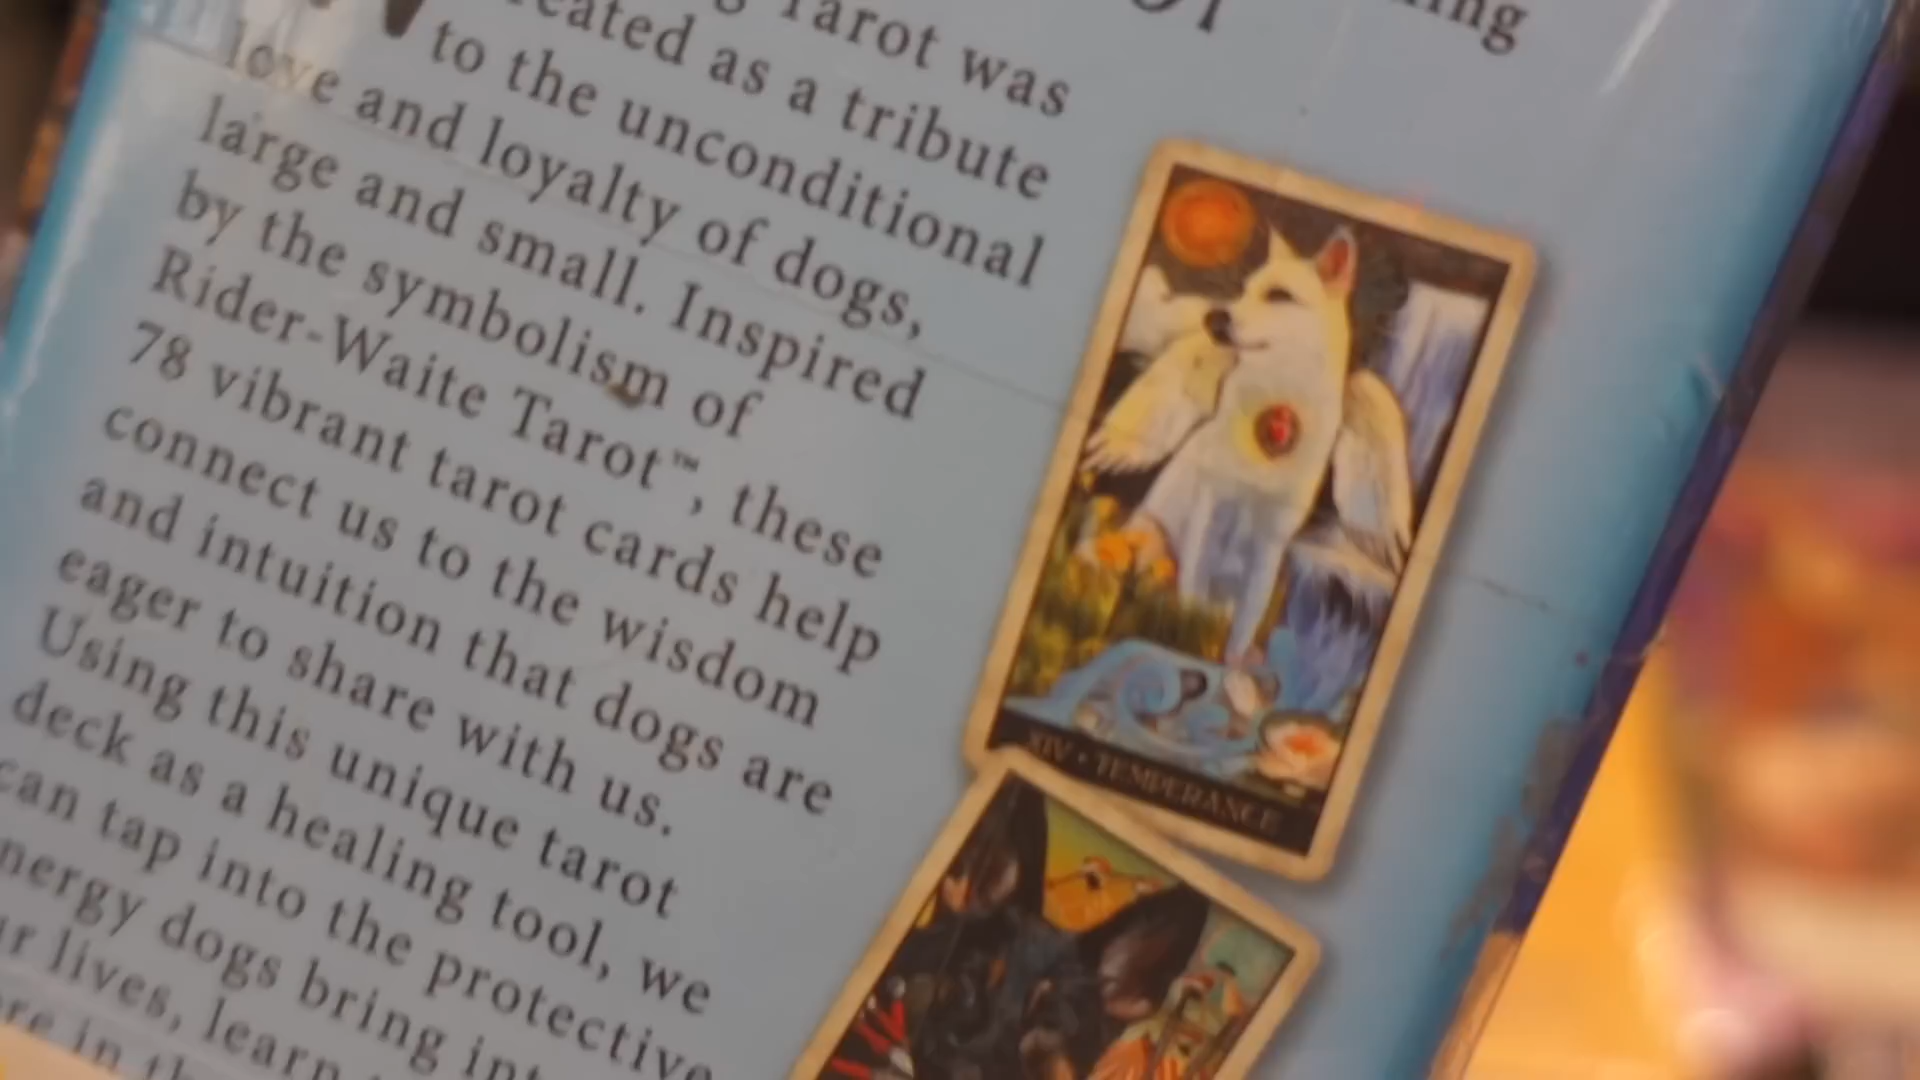 Tarot was
to the unconditional
love and loyalty of dogs,
large and small. Inspired
by the symbolism of
Rider-Waite Tarot™, these
78 vibrant tarot cards help
connect us to the wisdom
and intuition that dogs are
eager to share with us.
Using this unique tarot
deck as a healing tool, we
can tap into the protective
dogs bring
lives, learn
in
as a tribute
XIV • TEMPERANCE